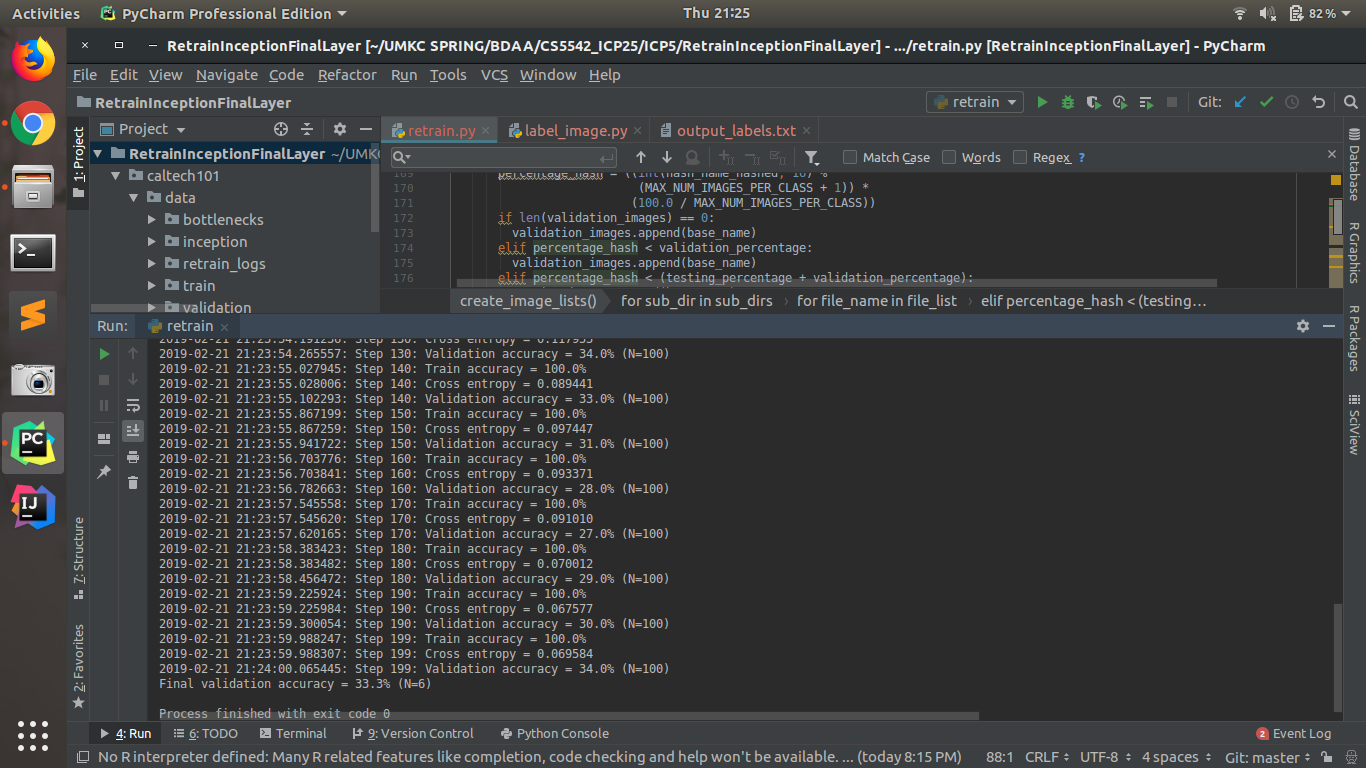 Activities PyCharm Professional Edition Thu 21:25 82%
RetrainInceptionFinalLayer [~/UMKC SPRING/BDAA/CS5542_ICP25/ICP5/RetrainInceptionFinalLayer] - .../retrain.py [RetrainInceptionFinalLayer] - PyCharm
File Edit View Navigate Code Refactor Run Tools VCS Window Help
RetrainInceptionFinalLayer retrain Git:
1: Project
Project
RetrainInceptionFinalLayer ~/UMK
caltech101
data
bottlenecks
inception
retrain_logs
train
validation
retrain.py label_image.py output_labels.txt
Match Case Words Regex ?
169 percentage_hash = ((int(hash_name_hashed, 16) %
170 (MAX_NUM_IMAGES_PER_CLASS + 1)) *
171 (100.0 / MAX_NUM_IMAGES_PER_CLASS))
172 if len(validation_images) == 0:
173 validation_images.append(base_name)
174 elif percentage_hash < validation_percentage:
175 validation_images.append(base_name)
176 elif percentage_hash < (testing_percentage + validation_percentage):
create_image_lists() for sub_dir in sub_dirs for file_name in file_list elif percentage_hash < (testing...
Database
R Graphics
R Packages
SciView
Run: retrain
2019-02-21 21:23:54.191256: Step 130: Cross entropy = 0.117955
2019-02-21 21:23:54.265557: Step 130: Validation accuracy = 34.0% (N=100)
2019-02-21 21:23:55.027945: Step 140: Train accuracy = 100.0%
2019-02-21 21:23:55.028006: Step 140: Cross entropy = 0.089441
2019-02-21 21:23:55.102293: Step 140: Validation accuracy = 33.0% (N=100)
2019-02-21 21:23:55.867199: Step 150: Train accuracy = 100.0%
2019-02-21 21:23:55.867259: Step 150: Cross entropy = 0.097447
2019-02-21 21:23:55.941722: Step 150: Validation accuracy = 31.0% (N=100)
2019-02-21 21:23:56.703776: Step 160: Train accuracy = 100.0%
2019-02-21 21:23:56.703841: Step 160: Cross entropy = 0.093371
2019-02-21 21:23:56.782663: Step 160: Validation accuracy = 28.0% (N=100)
2019-02-21 21:23:57.545558: Step 170: Train accuracy = 100.0%
2019-02-21 21:23:57.545620: Step 170: Cross entropy = 0.091010
2019-02-21 21:23:57.620165: Step 170: Validation accuracy = 27.0% (N=100)
2019-02-21 21:23:58.383423: Step 180: Train accuracy = 100.0%
2019-02-21 21:23:58.383482: Step 180: Cross entropy = 0.070012
2019-02-21 21:23:58.456472: Step 180: Validation accuracy = 29.0% (N=100)
2019-02-21 21:23:59.225924: Step 190: Train accuracy = 100.0%
2019-02-21 21:23:59.225984: Step 190: Cross entropy = 0.067577
2019-02-21 21:23:59.300054: Step 190: Validation accuracy = 30.0% (N=100)
2019-02-21 21:23:59.988247: Step 199: Train accuracy = 100.0%
2019-02-21 21:23:59.988307: Step 199: Cross entropy = 0.069584
2019-02-21 21:24:00.065445: Step 199: Validation accuracy = 34.0% (N=100)
Final validation accuracy = 33.3% (N=6)
Process finished with exit code 0
7: Structure
2: Favorites
4: Run 6: TODO Terminal 9: Version Control Python Console 2 Event Log
No R interpreter defined: Many R related features like completion, code checking and help won't be available. ... (today 8:15 PM) 88:1 CRLF UTF-8 4 spaces Git: master
PC
IJ